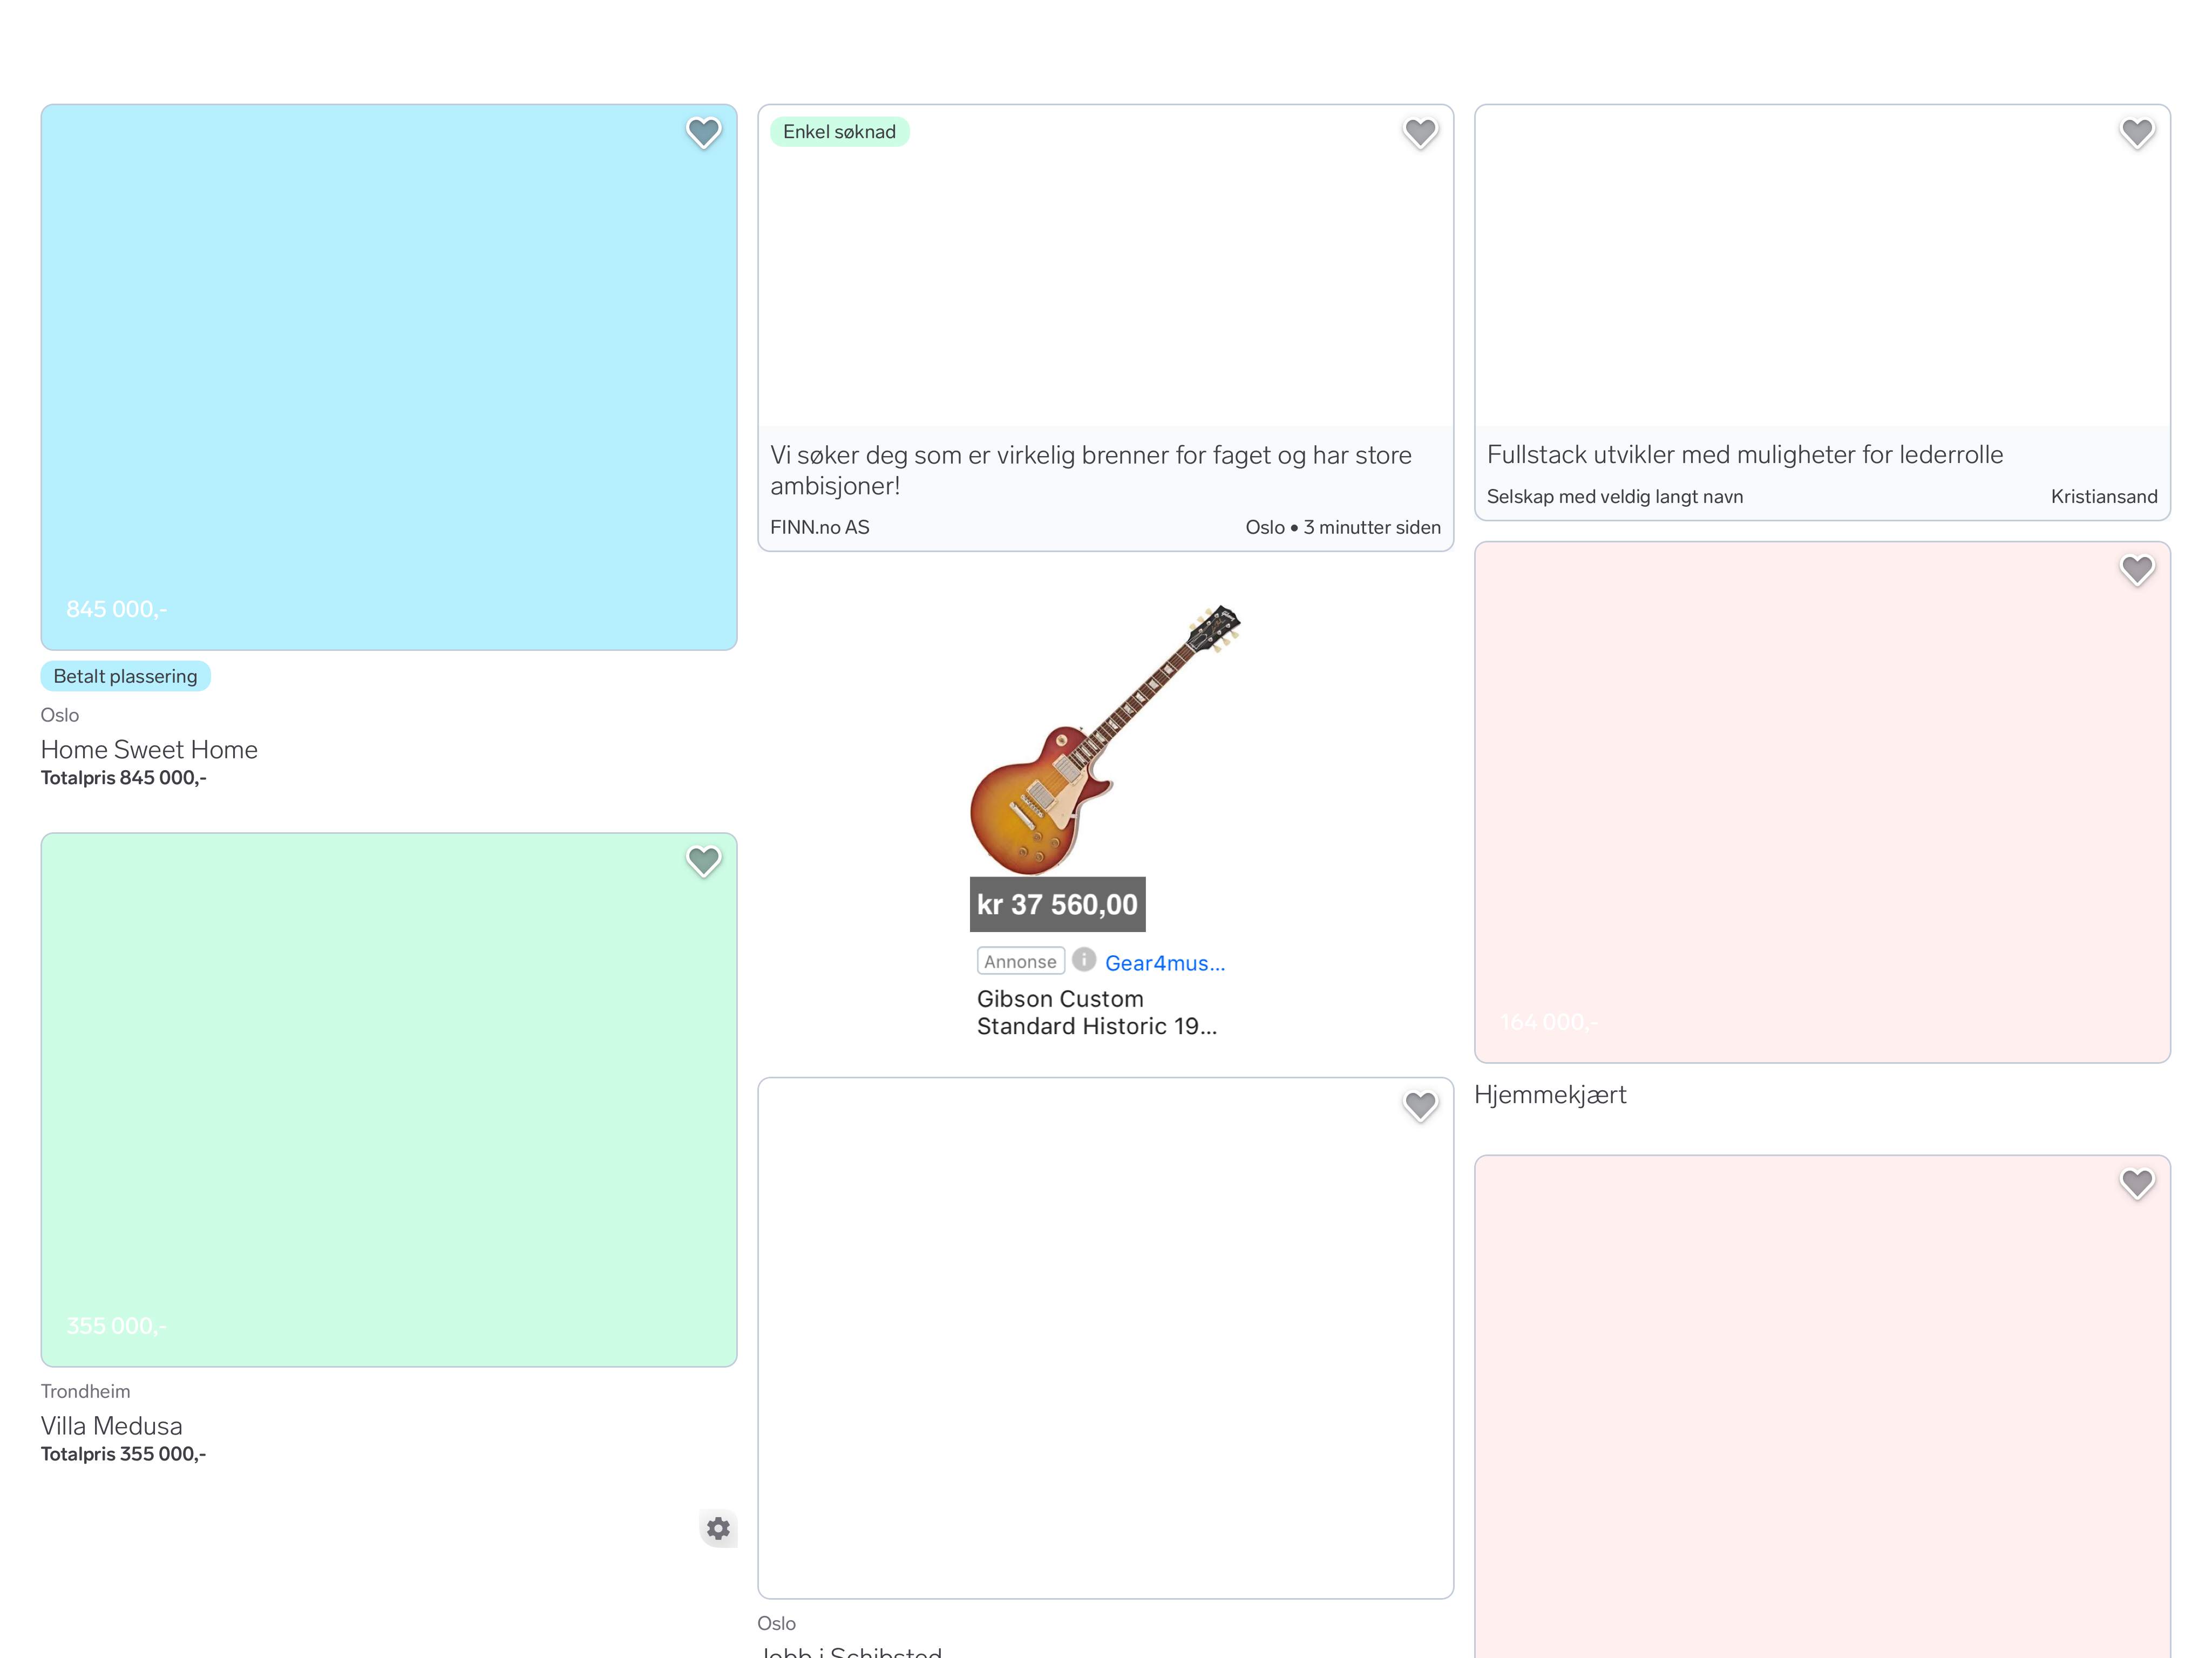 845 000,-
Betalt plassering
Oslo
Home Sweet Home
Totalpris 845 000,-
355 000,-
Trondheim
Villa Medusa
Totalpris 355 000,-
Enkel søknad
Vi søker deg som er virkelig brenner for faget og har store
ambisjoner!
FINN.no AS
Oslo • 3 minutter siden
kr 37 560,00
Annonse
Gear4mus...
Gibson Custom
Standard Historic 19...
Oslo
Jobb i Schibsted
Fullstack utvikler med muligheter for lederrolle
Selskap med veldig langt navn
Kristiansand
164 000,-
Hjemmekjært